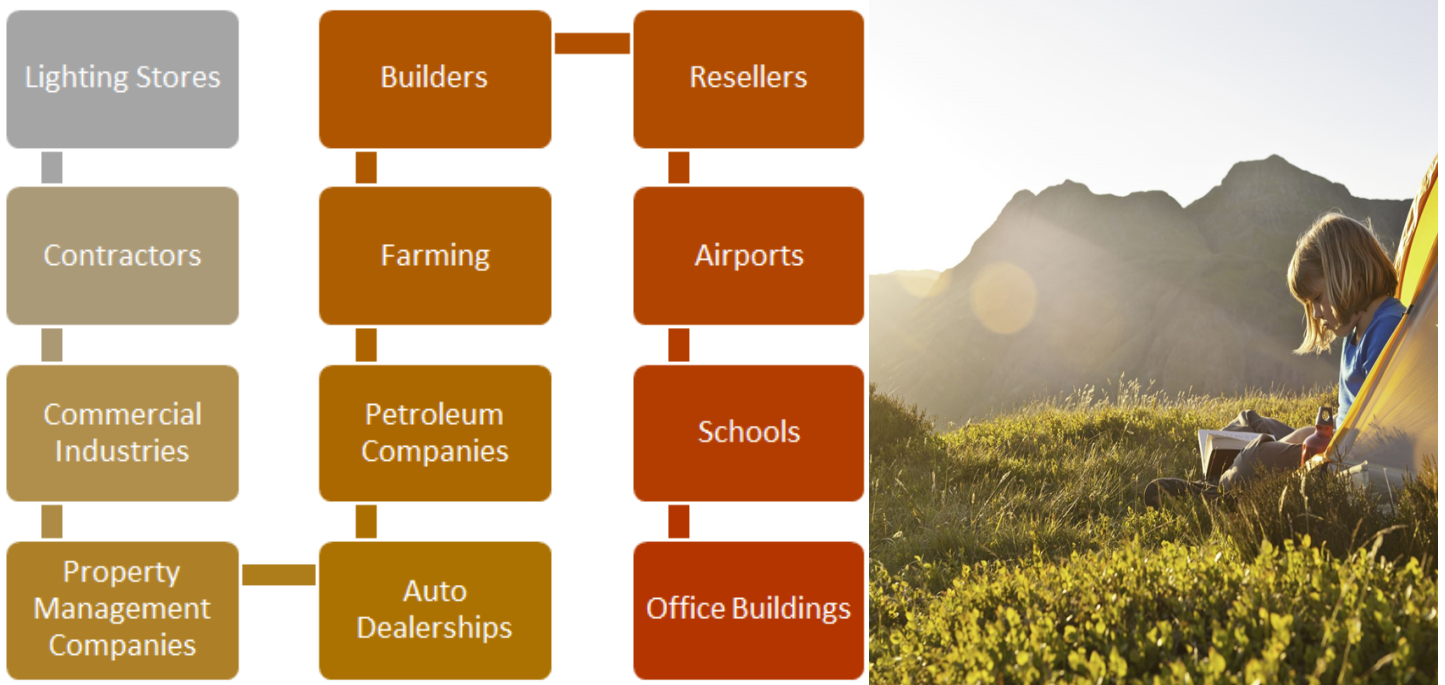 Lighting Stores
Contractors
Commercial
Industries
Property
Management
Companies
Auto
Dealerships
Petroleum
Companies
Farming
Builders
Resellers
Airports
Schools
Office Buildings